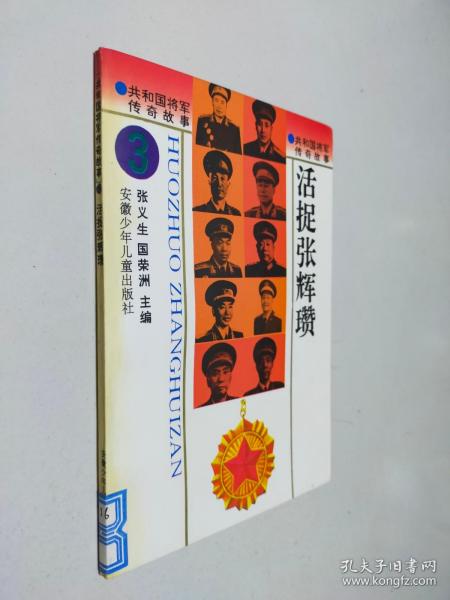 共和国将军
传奇故事
3
张义生 国荣洲 主编
安徽少年儿童出版社
HUOZHUO ZHANGHUIZAN
共和国将军
传奇故事
活捉张辉瓒
16
孔夫子旧书网
www.kongfz.com